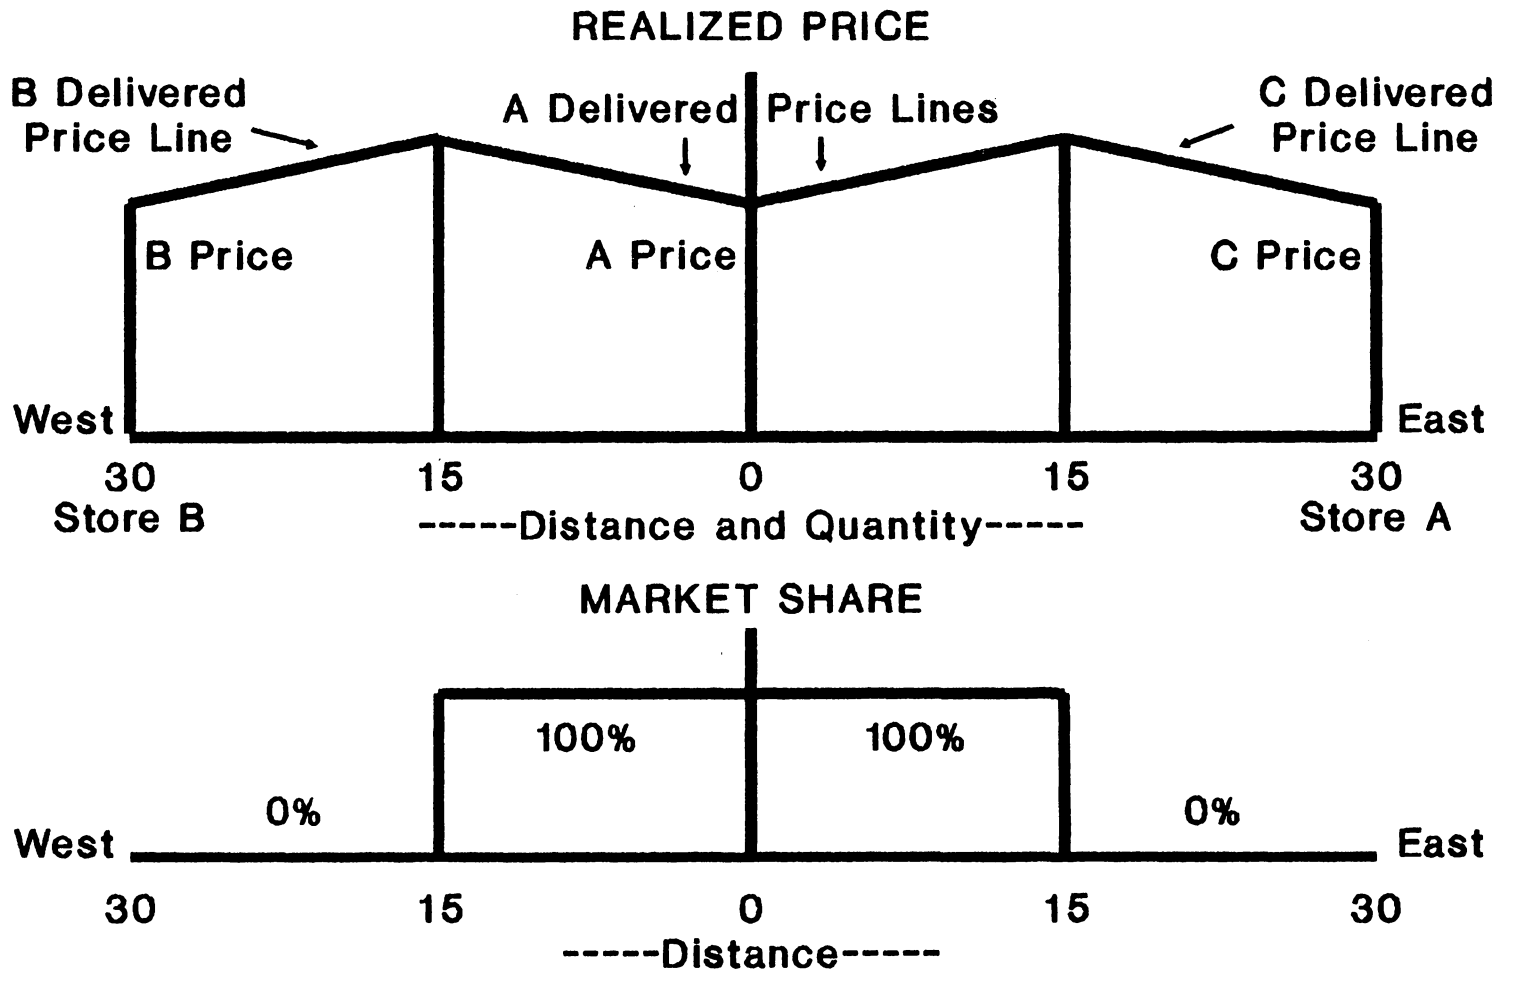 REALIZED PRICE
B Delivered
Price Line
A Delivered Price Lines
C Delivered
Price Line
B Price
A Price
C Price
West
East
30 15 0 15 30
Store B
-----Distance and Quantity-----
Store A
MARKET SHARE
100%
100%
0%
0%
West
East
30 15 0 15 30
-----Distance-----